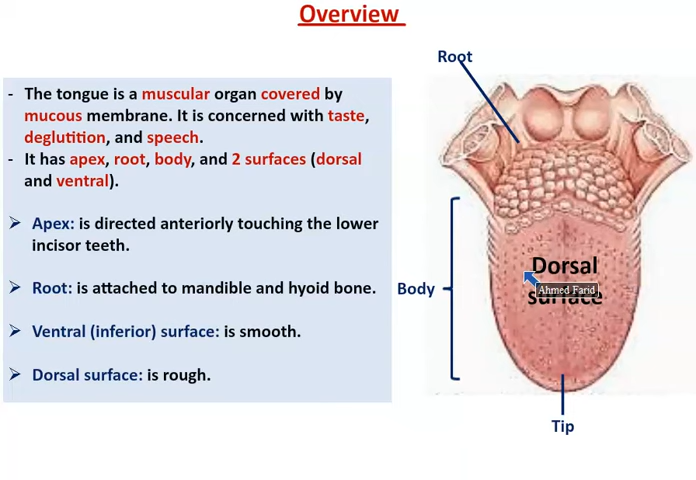 Overview
Root
- The tongue is a muscular organ covered by
mucous membrane. It is concerned with taste,
deglutition, and speech.
- It has apex, root, body, and 2 surfaces (dorsal
and ventral).
➢ Apex: is directed anteriorly touching the lower
incisor teeth.
➢ Root: is attached to mandible and hyoid bone.
➢ Ventral (inferior) surface: is smooth.
➢ Dorsal surface: is rough.
Body
Dorsal
surface
Ahmed Farid
Tip